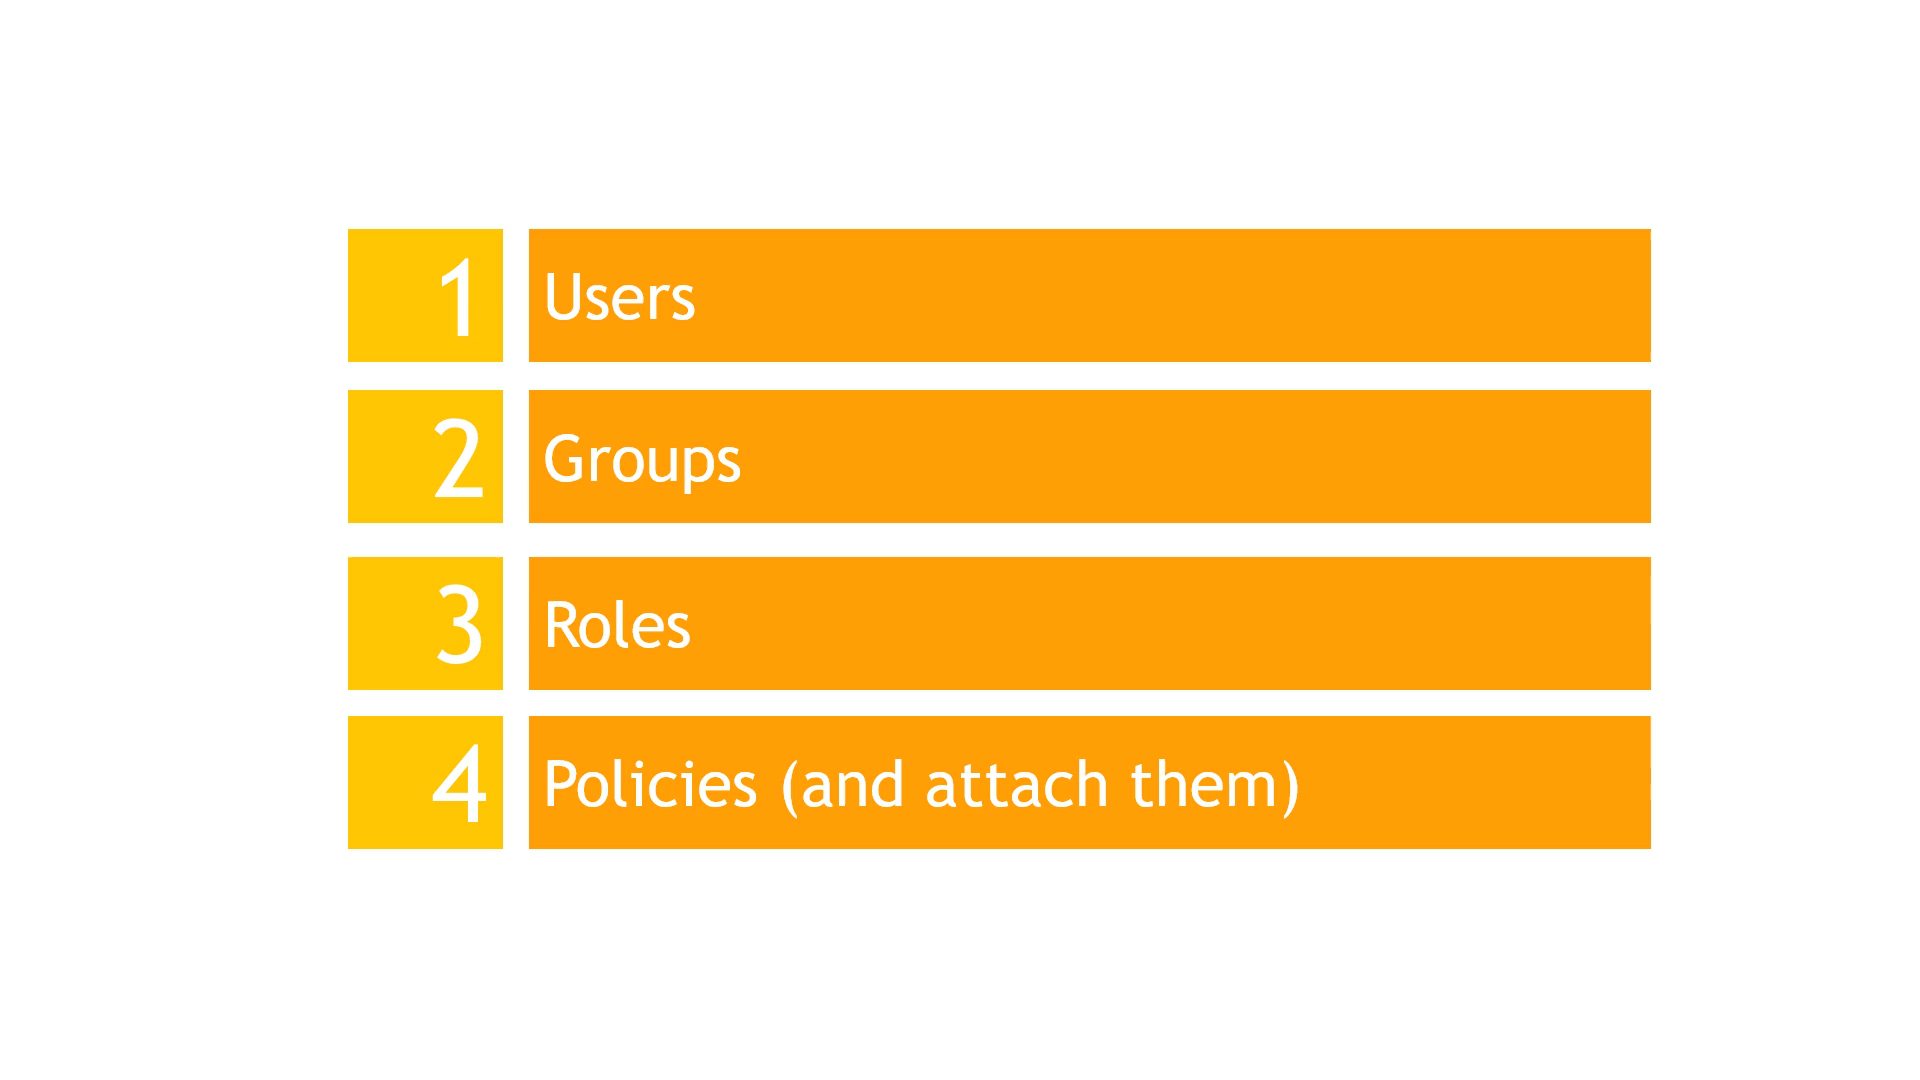 1 Users
2 Groups
3 Roles
4 Policies (and attach them)